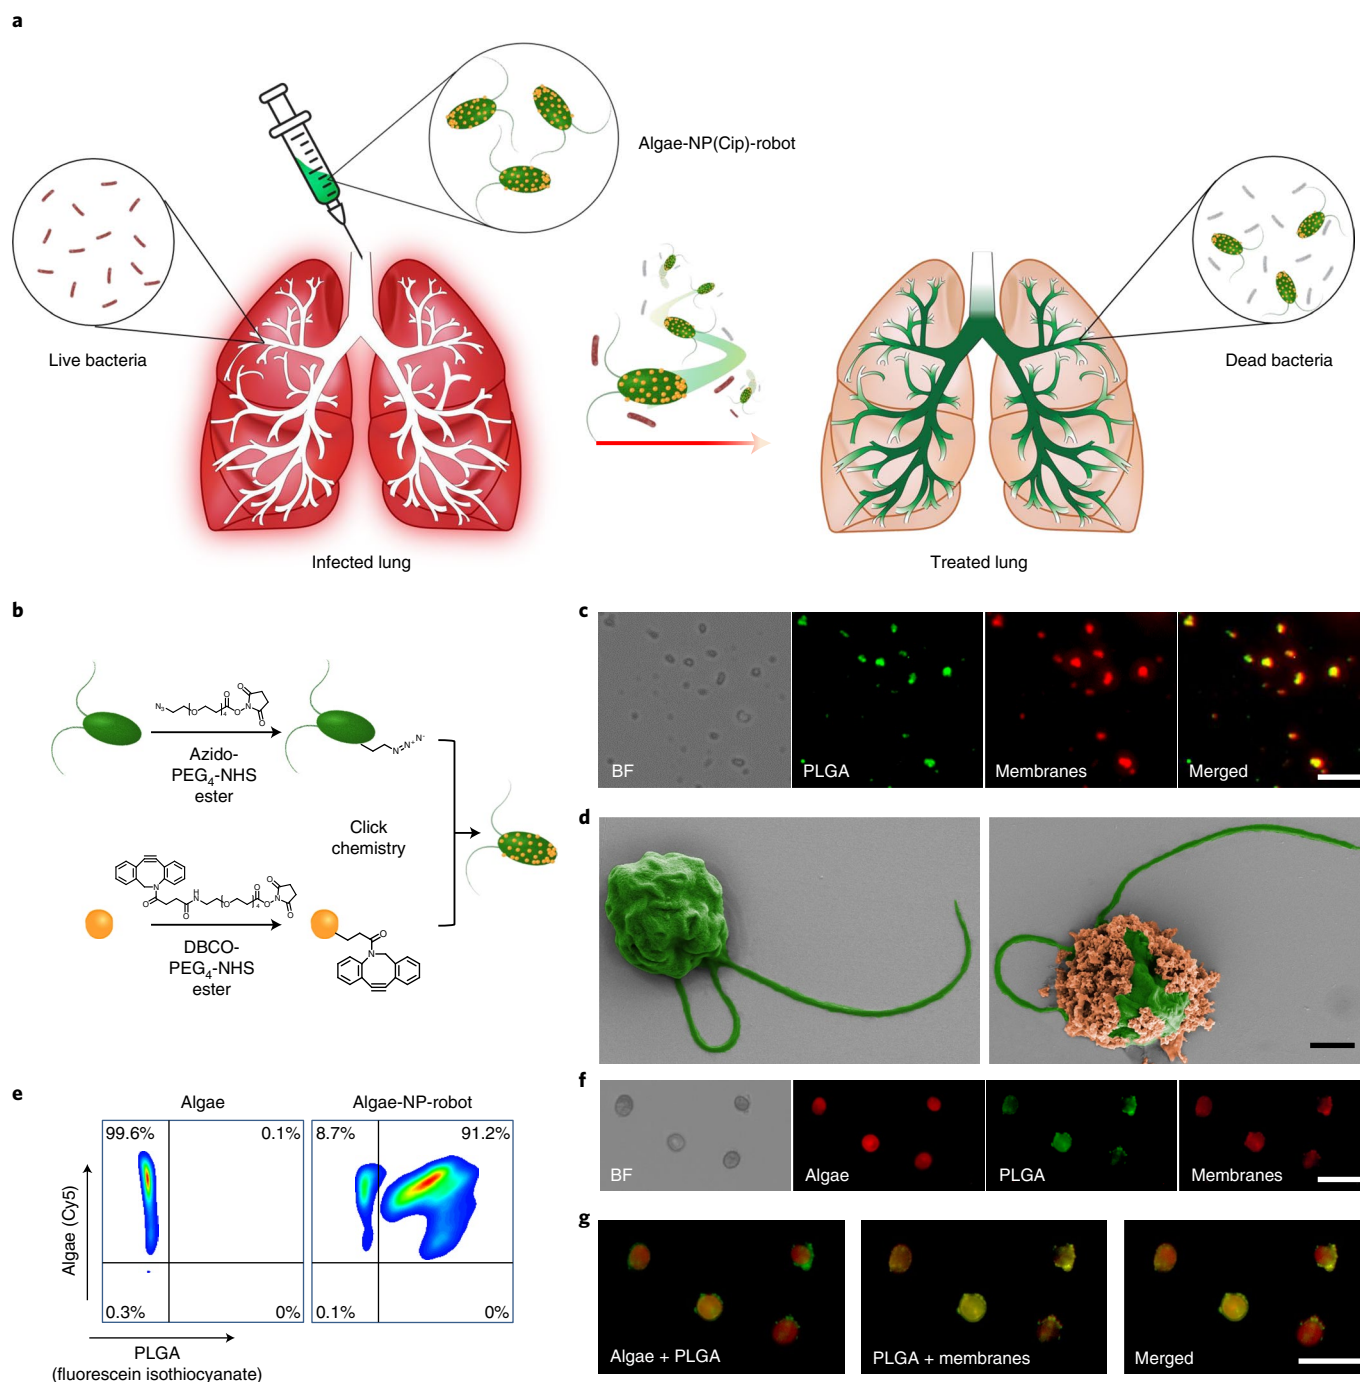 a
Algae-NP(Cip)-robot
Live bacteria
Dead bacteria
Infected lung
Treated lung
b
N3
O
4
O
O
N
O
O
Azido-
PEG4-NHS
ester
N N N-
Click
chemistry
N
O
O
H
N
O
4
O
O
N
O
O
DBCO-
PEG4-NHS
ester
O
N
c
BF
PLGA
Membranes
Merged
d
e
Algae
Algae-NP-robot
99.6%
0.1%
8.7%
91.2%
Algae (Cy5)
0.3%
0%
0.1%
0%
PLGA
(fluorescein isothiocyanate)
f
BF
Algae
PLGA
Membranes
g
Algae + PLGA
PLGA + membranes
Merged